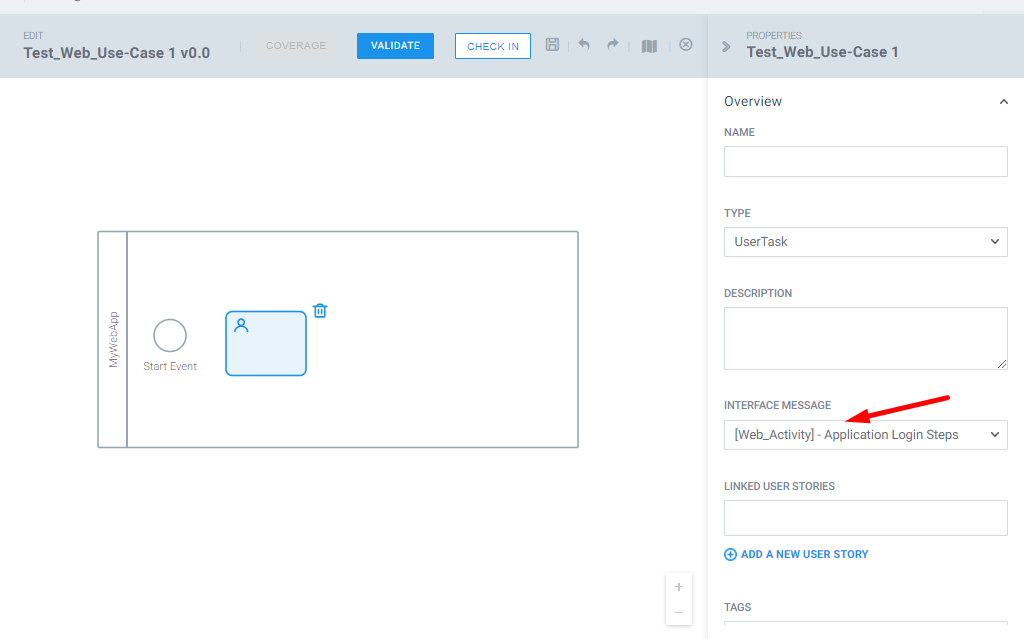 EDIT
Test_Web_Use-Case 1 v0.0
COVERAGE
VALIDATE
CHECK IN
PROPERTIES
Test_Web_Use-Case 1
Overview
NAME
TYPE
UserTask
DESCRIPTION
MyWebApp
Start Event
INTERFACE MESSAGE
[Web_Activity] - Application Login Steps
LINKED USER STORIES
ADD A NEW USER STORY
+
−
TAGS